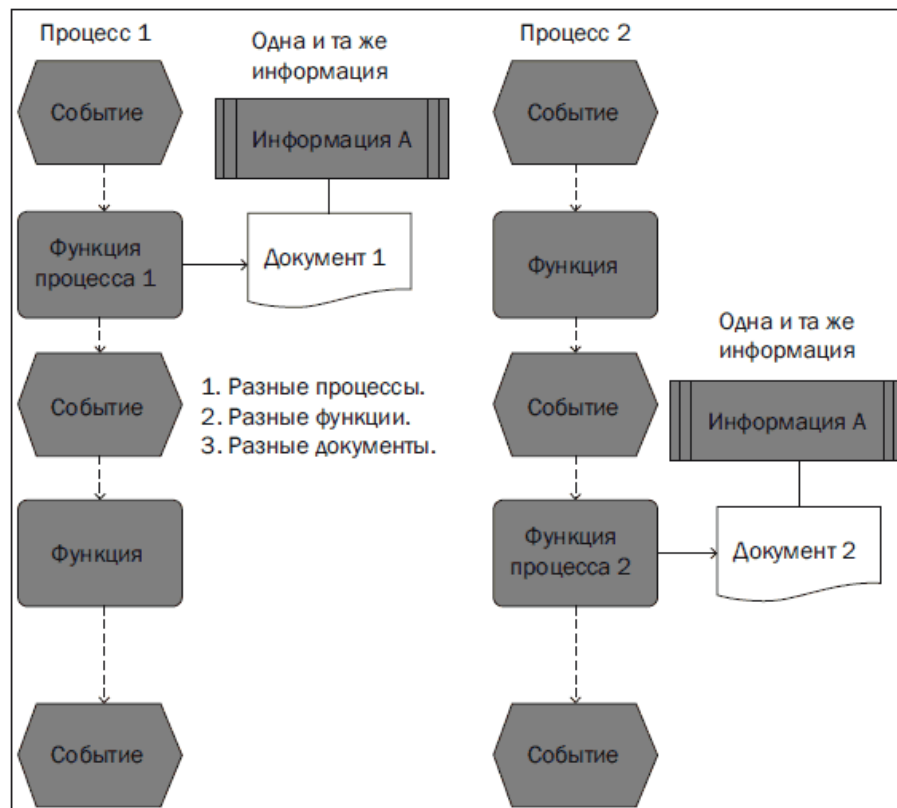 Процесс 1
Одна и та же
информация
Событие
Информация А
Функция
процесса 1
Документ 1
Событие
1. Разные процессы.
2. Разные функции.
3. Разные документы.
Функция
Событие
Процесс 2
Событие
Функция
Одна и та же
информация
Событие
Информация А
Функция
процесса 2
Документ 2
Событие